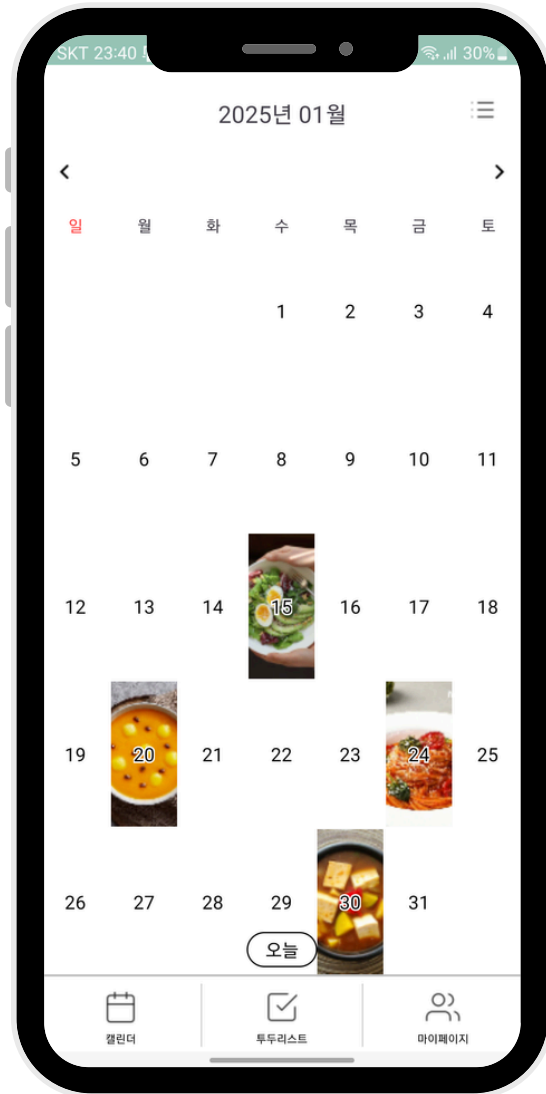 SKT 23:40
30%
2025년 01월
일 월 화 수 목 금 토
1 2 3 4
5 6 7 8 9 10 11
12 13 14 15 16 17 18
19 20 21 22 23 24 25
26 27 28 29 30 31
오늘
캘린더 투두리스트 마이페이지